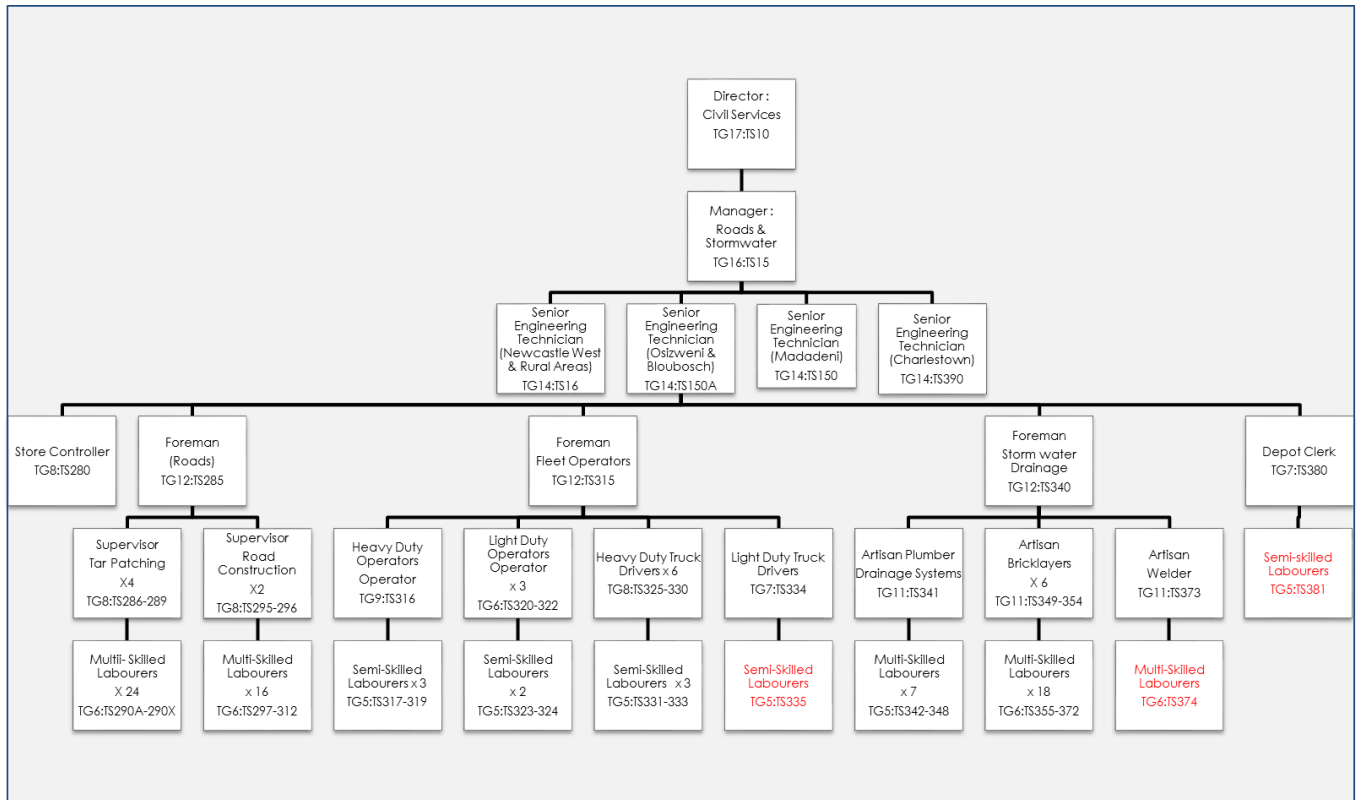 Director :
Civil Services
TG17:TS10
Manager :
Roads &
Stormwater
TG16:TS15
Senior
Engineering
Technician
(Newcastle West
& Rural Areas)
TG14:TS16
Senior
Engineering
Technician
(Osizweni &
Bloubosch)
TG14:TS150A
Senior
Engineering
Technician
(Madadeni)
TG14:TS150
Senior
Engineering
Technician
(Charlestown)
TG14:TS390
Store Controller
TG8:TS280
Foreman
(Roads)
TG12:TS285
Foreman
Fleet Operators
TG12:TS315
Foreman
Storm water
Drainage
TG12:TS340
Depot Clerk
TG7:TS380
Supervisor
Tar Patching
X4
TG8:TS286-289
Supervisor
Road
Construction
X2
TG8:TS295-296
Heavy Duty
Operators
Operator
TG9:TS316
Light Duty
Operators
Operator
x 3
TG6:TS320-322
Heavy Duty Truck
Drivers x 6
TG8:TS325-330
Light Duty Truck
Drivers
TG7:TS334
Artisan Plumber
Drainage Systems
TG11:TS341
Artisan
Bricklayers
X 6
TG11:TS349-354
Artisan
Welder
TG11:TS373
Semi-skilled
Labourers
TG5:TS381
Multii- Skilled
Labourers
X 24
TG6:TS290A-290X
Multi-Skilled
Labourers
x 16
TG6:TS297-312
Semi-Skilled
Labourers x 3
TG5:TS317-319
Semi-Skilled
Labourers
x 2
TG5:TS323-324
Semi-Skilled
Labourers x 3
TG5:TS331-333
Semi-Skilled
Labourers
TG5:TS335
Multi-Skilled
Labourers
x 7
TG5:TS342-348
Multi-Skilled
Labourers
x 18
TG6:TS355-372
Multi-Skilled
Labourers
TG6:TS374